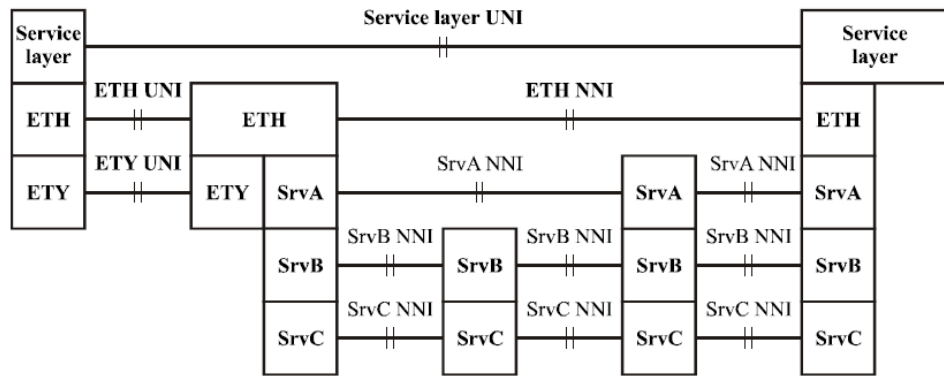 Service layer UNI
Service
layer
Service
layer
ETH UNI
ETH NNI
ETH
ETH
ETH
ETY UNI
SrvA NNI
SrvA NNI
ETY
ETY
SrvA
SrvA
SrvA
SrvB NNI
SrvB NNI
SrvB NNI
SrvB
SrvB
SrvB
SrvB
SrvC NNI
SrvC NNI
SrvC NNI
SrvC
SrvC
SrvC
SrvC